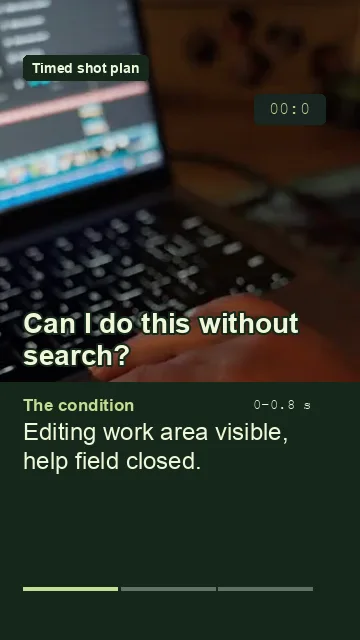 Timed shot plan
00:0
Can I do this without
search?
The condition
0–0.8 s
Editing work area visible,
help field closed.